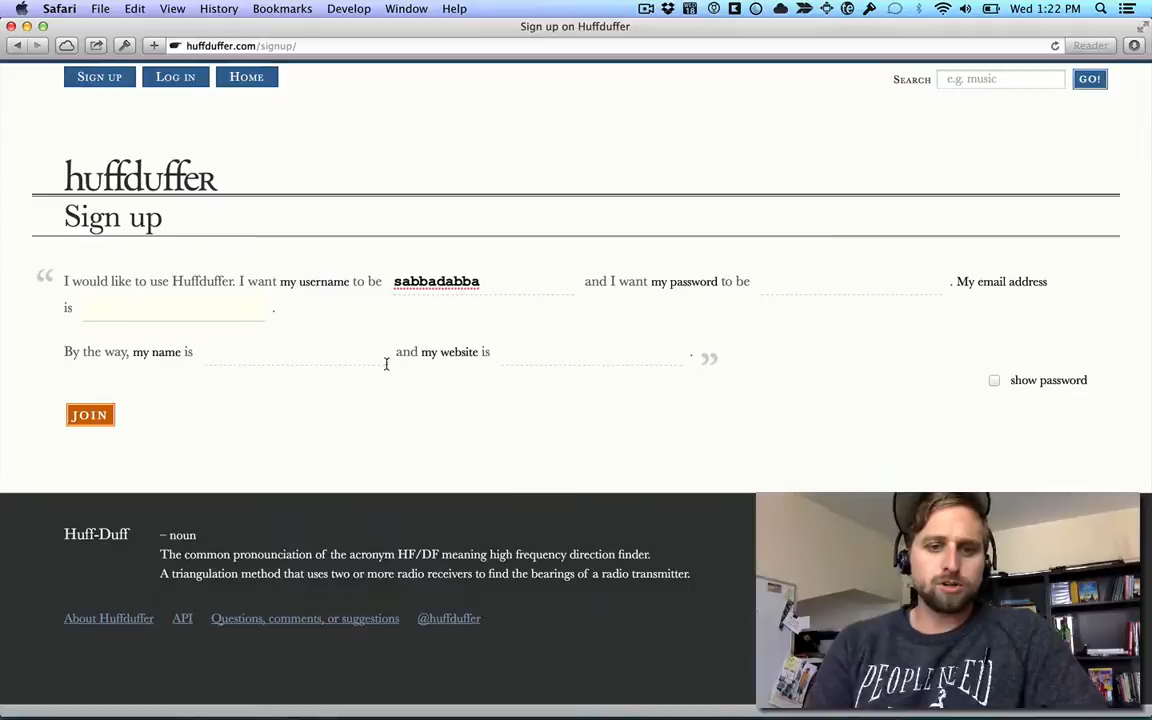 Safari File Edit View History Bookmarks Develop Window Help Wed 1:22 PM
Sign up on Huffduffer
huffduffer.com/signup/ Reader
SIGN UP LOG IN HOME SEARCH e.g. music GO!
huffduffer
Sign up
“ I would like to use Huffduffer. I want my username to be sabbadabba and I want my password to be . My email address
is .
By the way, my name is and my website is . ”
show password
JOIN
Huff-Duff – noun
The common pronounciation of the acronym HF/DF meaning high frequency direction finder.
A triangulation method that uses two or more radio receivers to find the bearings of a radio transmitter.
About Huffduffer API Questions, comments, or suggestions @huffduffer
PEOPLE